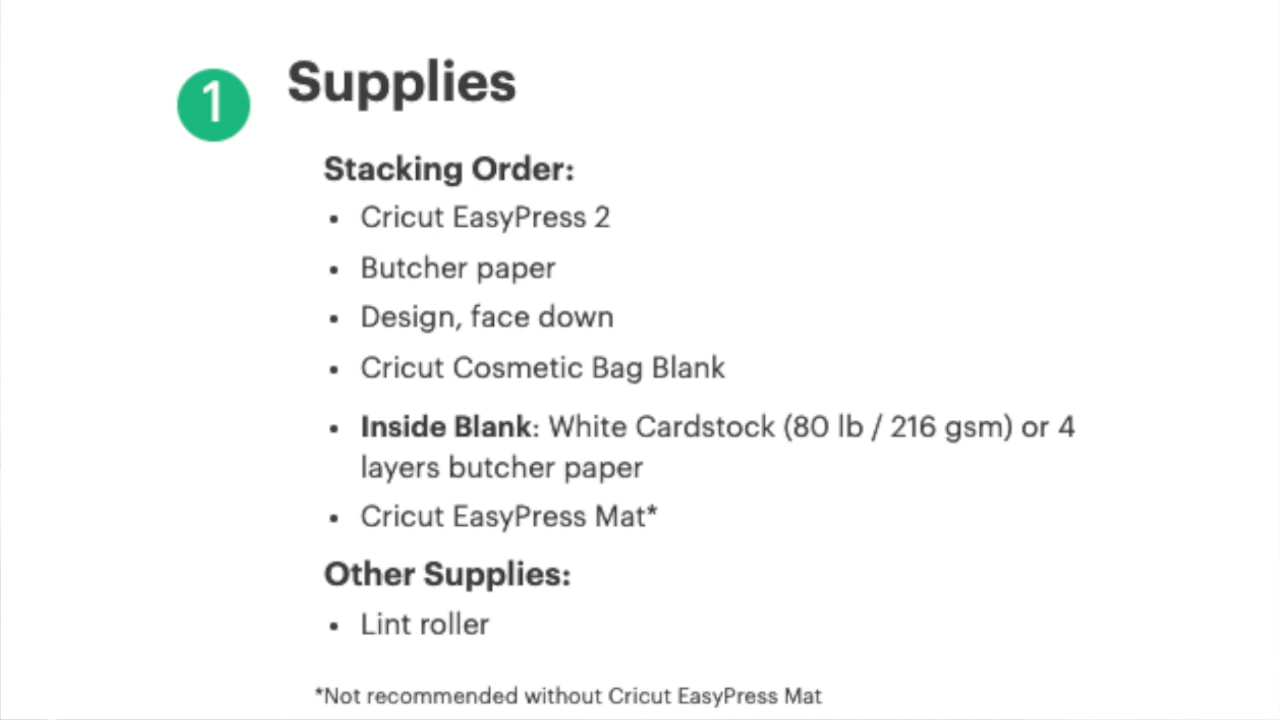 1
Supplies
Stacking Order:
• Cricut EasyPress 2
• Butcher paper
• Design, face down
• Cricut Cosmetic Bag Blank
• Inside Blank: White Cardstock (80 lb / 216 gsm) or 4
layers butcher paper
• Cricut EasyPress Mat*
Other Supplies:
• Lint roller
*Not recommended without Cricut EasyPress Mat